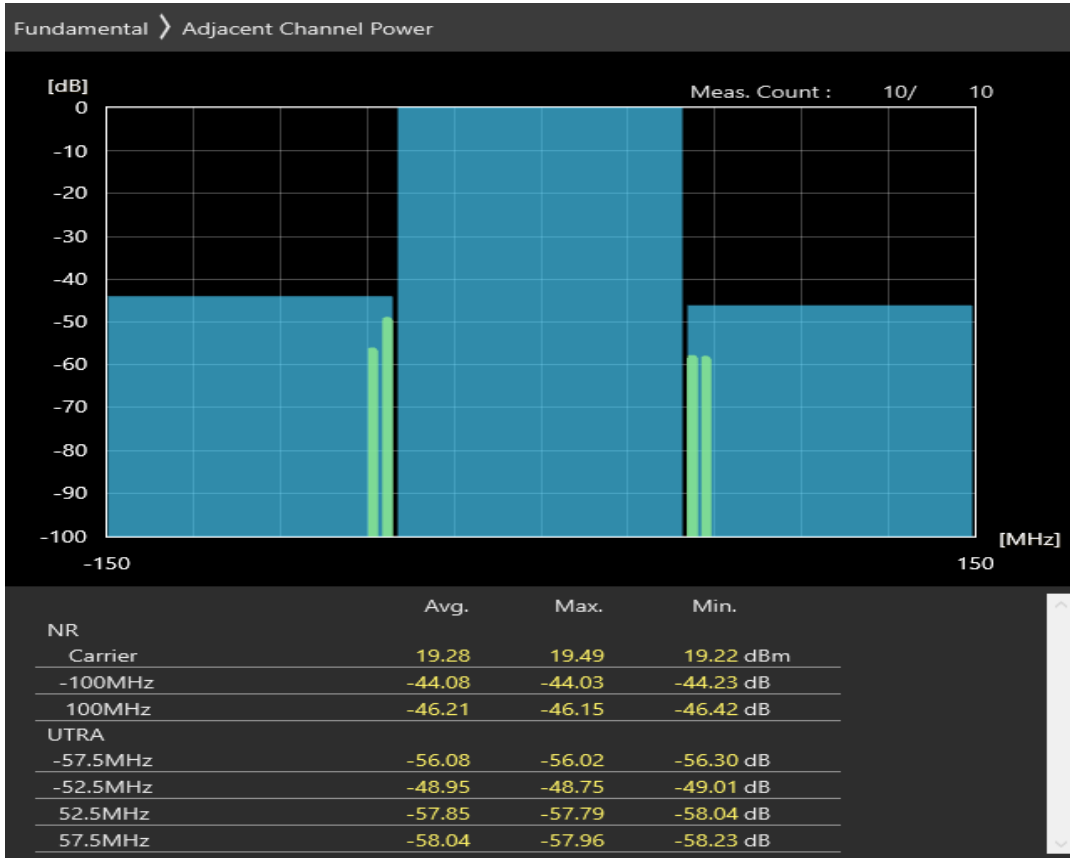 Fundamental 〉 Adjacent Channel Power
[dB]
Meas. Count : 10/ 10
0
-10
-20
-30
-40
-50
-60
-70
-80
-90
-100
[MHz]
-150 150
Avg. Max. Min.
NR
Carrier 19.28 19.49 19.22 dBm
-100MHz -44.08 -44.03 -44.23 dB
100MHz -46.21 -46.15 -46.42 dB
UTRA
-57.5MHz -56.08 -56.02 -56.30 dB
-52.5MHz -48.95 -48.75 -49.01 dB
52.5MHz -57.85 -57.79 -58.04 dB
57.5MHz -58.04 -57.96 -58.23 dB